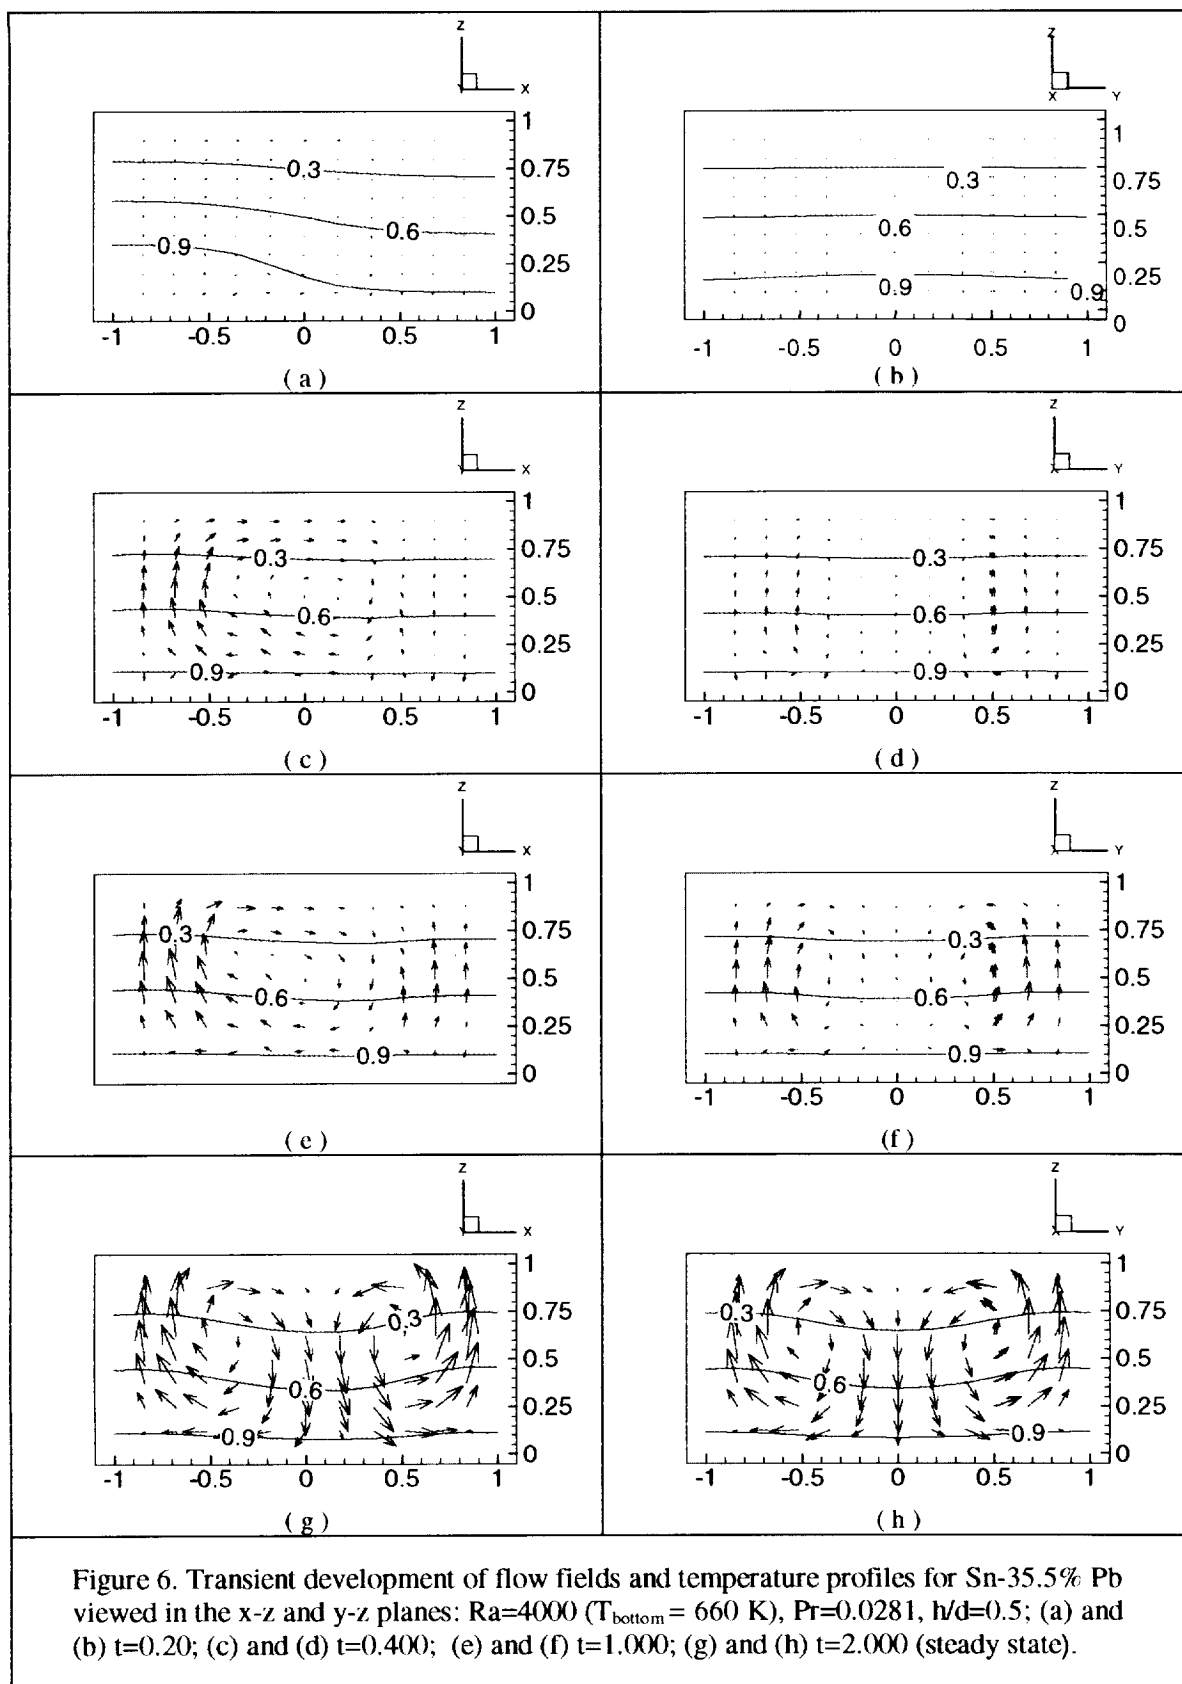 Z
X
1
0.75
0.5
0.25
0
0.3
0.6
0.9
-1 -0.5 0 0.5 1
( a )
Z
X Y
1
0.75
0.5
0.25
0
0.3
0.6
0.9
0.9
-1 -0.5 0 0.5 1
( b )
Z
Y X
1
0.75
0.5
0.25
0
0.3
0.6
0.9
-1 -0.5 0 0.5 1
( c )
Z
X Y
1
0.75
0.5
0.25
0
0.3
0.6
0.9
-1 -0.5 0 0.5 1
( d )
Z
Y X
1
0.75
0.5
0.25
0
0.3
0.6
0.9
( e )
Z
X Y
1
0.75
0.5
0.25
0
0.3
0.6
0.9
-1 -0.5 0 0.5 1
(f)
Z
Y X
1
0.75
0.5
0.25
0
0.3
0.6
0.9
-1 -0.5 0 0.5 1
( g )
Z
X Y
1
0.75
0.5
0.25
0
0.3
0.6
0.9
-1 -0.5 0 0.5 1
( h )
Figure 6. Transient development of flow fields and temperature profiles for Sn-35.5% Pb
viewed in the x-z and y-z planes: Ra=4000 (Tbottom = 660 K), Pr=0.0281, h/d=0.5; (a) and
(b) t=0.20; (c) and (d) t=0.400; (e) and (f) t=1.000; (g) and (h) t=2.000 (steady state).